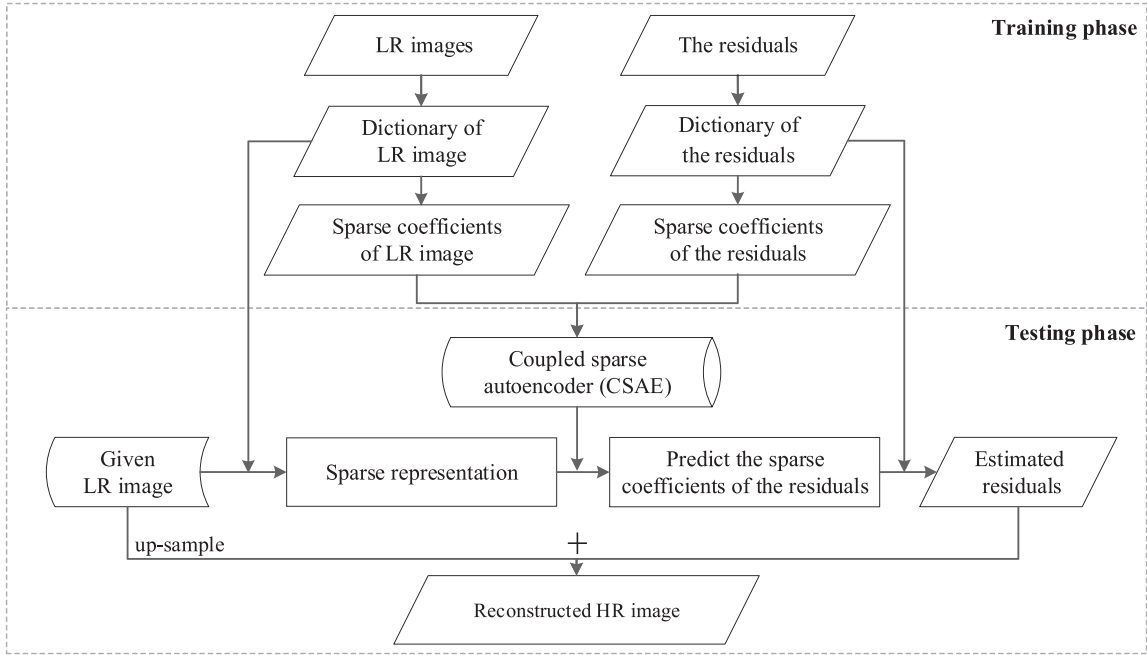 Training phase
LR images
The residuals
Dictionary of
LR image
Dictionary of
the residuals
Sparse coefficients
of LR image
Sparse coefficients
of the residuals
Testing phase
Coupled sparse
autoencoder (CSAE)
Given
LR image
Sparse representation
Predict the sparse
coefficients of the residuals
Estimated
residuals
up-sample
+
Reconstructed HR image